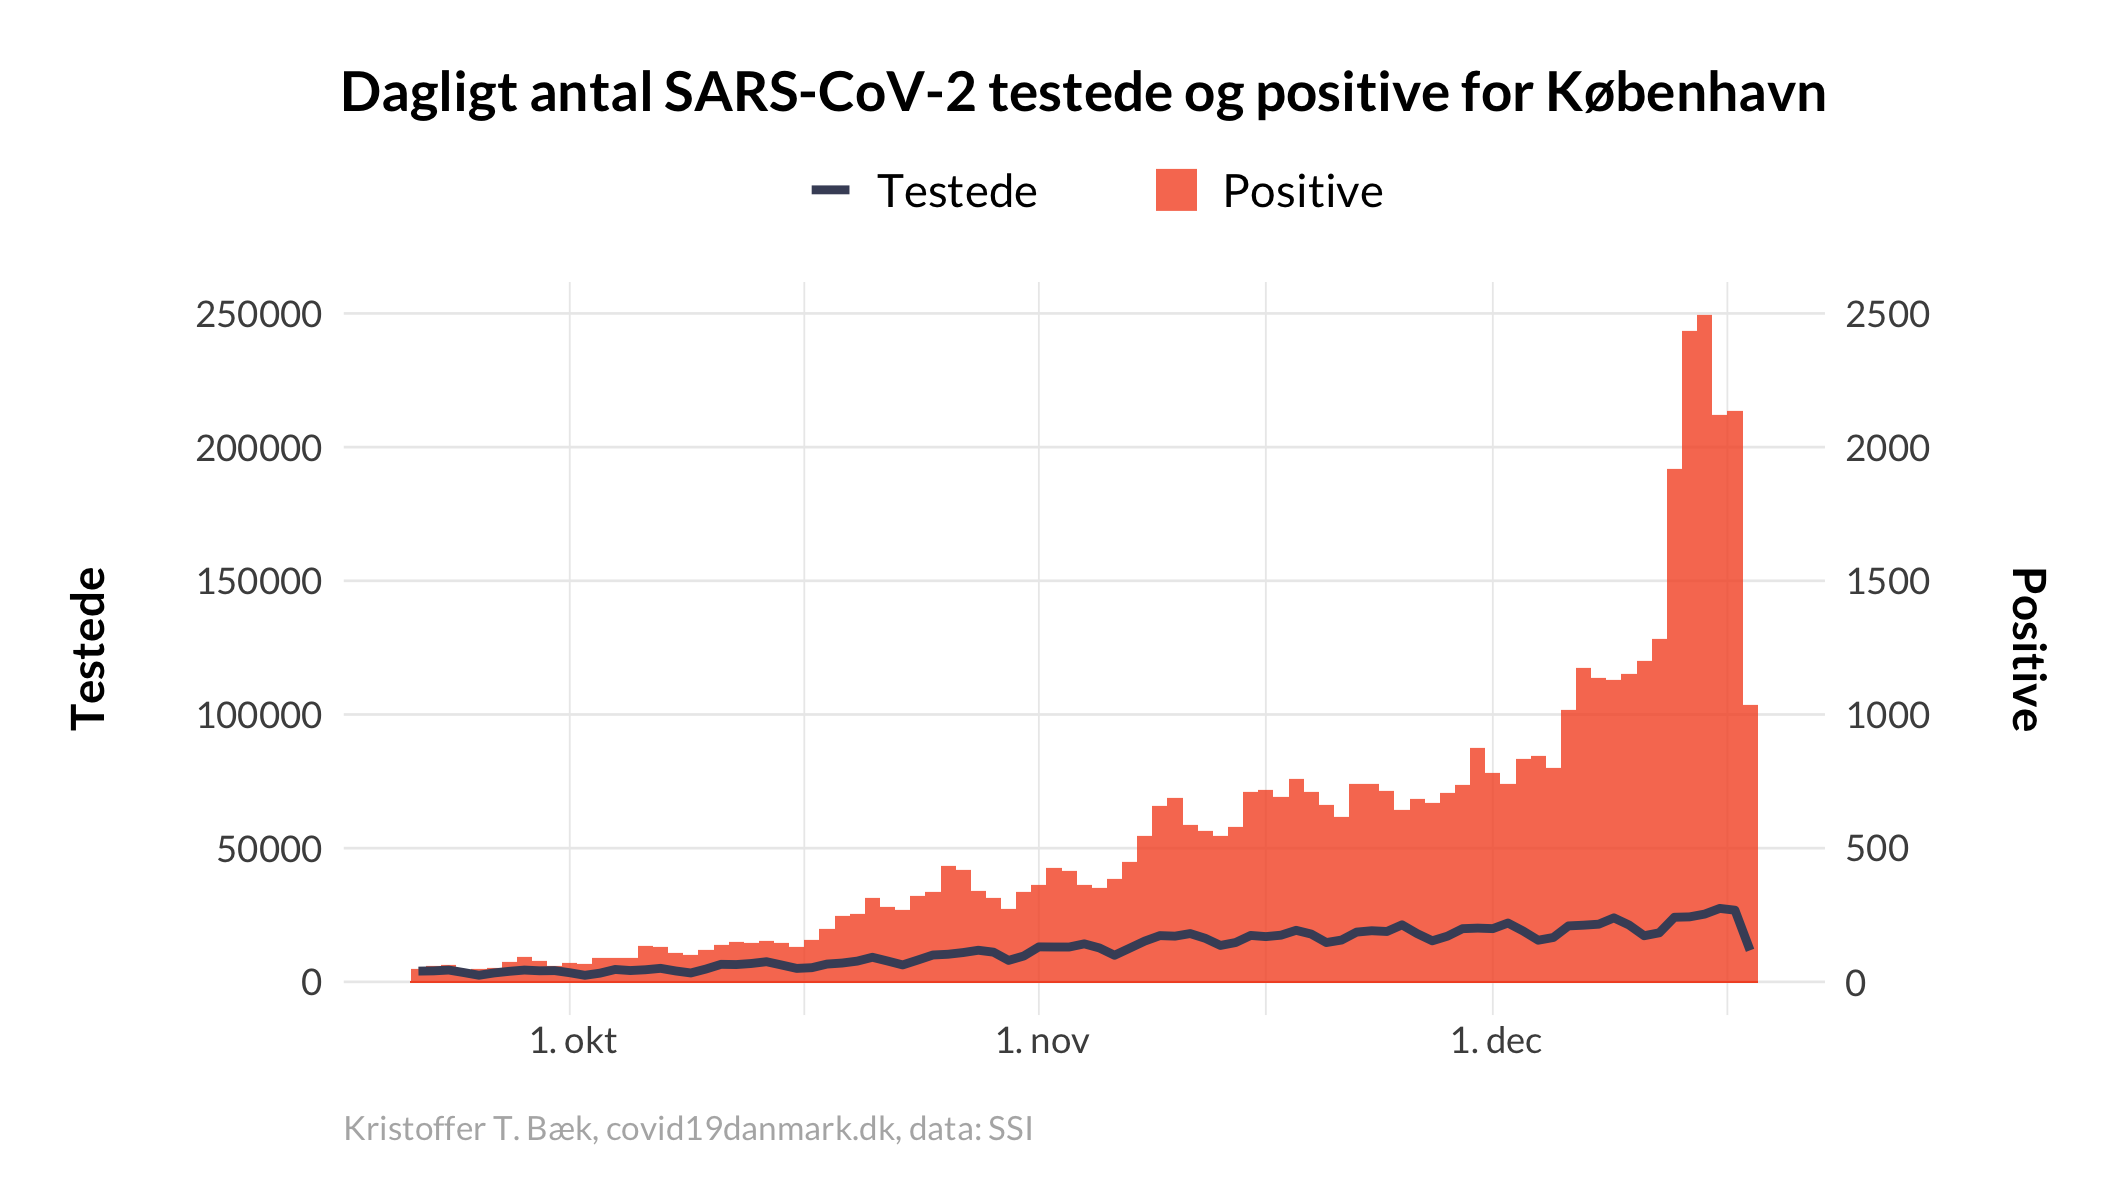 Dagligt antal SARS-CoV-2 testede og positive for København
Testede
Positive
250000
200000
150000
100000
50000
0
2500
2000
1500
1000
500
0
Testede
Positive
1. okt
1. nov
1. dec
Kristoffer T. Bæk, covid19danmark.dk, data: SSI